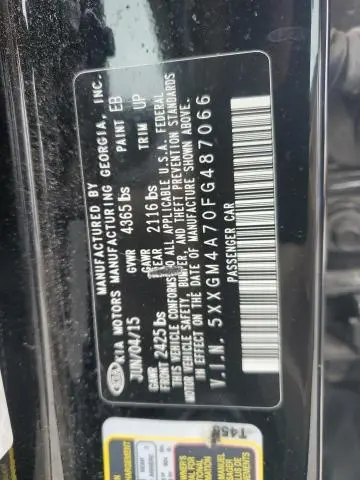 MANUFACTURED BY
KIA MOTORS MANUFACTURING GEORGIA, INC.
JUN/04/15 GVWR 4365 lbs PAINT EB
GAWR FRONT 2425 lbs GAWR REAR 2116 lbs TRIM UP
THIS VEHICLE CONFORMS TO ALL APPLICABLE U.S.A. FEDERAL
MOTOR VEHICLE SAFETY, BUMPER, AND THEFT PREVENTION STANDARDS
IN EFFECT ON THE DATE OF MANUFACTURE SHOWN ABOVE.
V.I.N. 5XXGM4A70FG487066
PASSENGER CAR
KIA